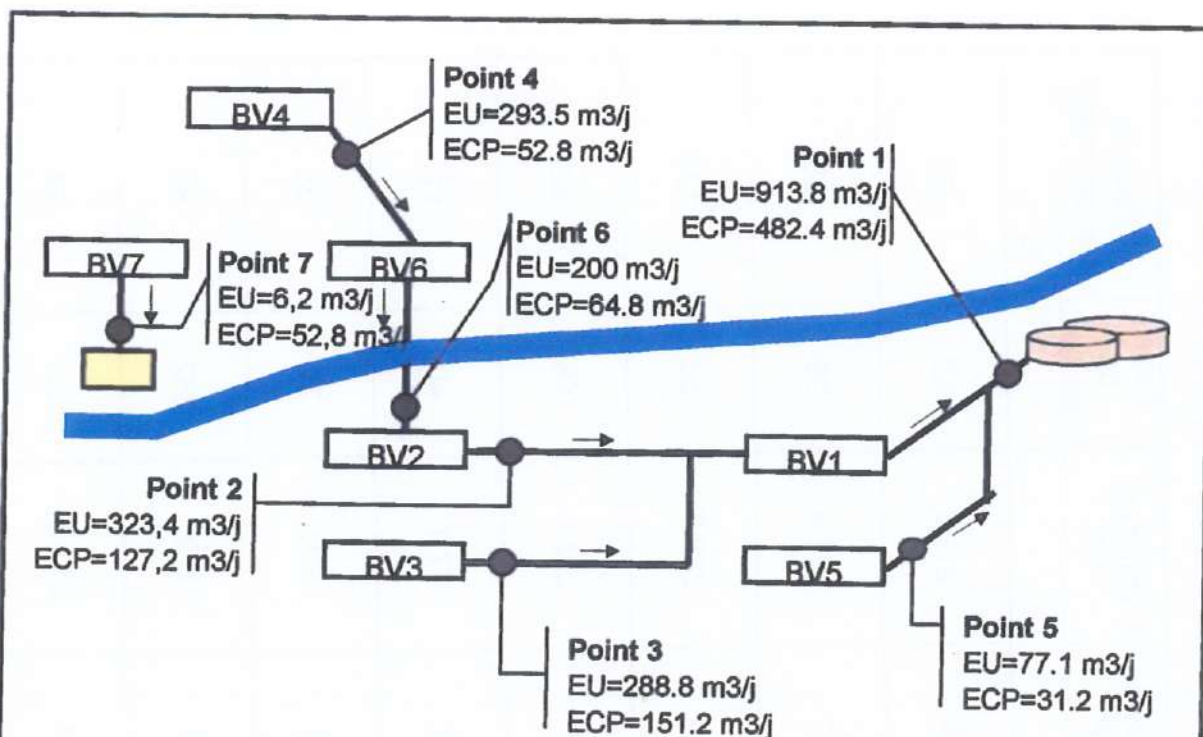 Point 4
EU=293.5 m3/j
ECP=52.8 m3/j
BV4
Point 1
EU=913.8 m3/j
ECP=482.4 m3/j
Point 6
EU=200 m3/j
ECP=64.8 m3/j
BV7
Point 7
EU=6,2 m3/j
ECP=52,8 m3/j
BV6
BV2
BV1
Point 2
EU=323,4 m3/j
ECP=127,2 m3/j
BV3
BV5
Point 3
EU=288.8 m3/j
ECP=151.2 m3/j
Point 5
EU=77.1 m3/j
ECP=31.2 m3/j